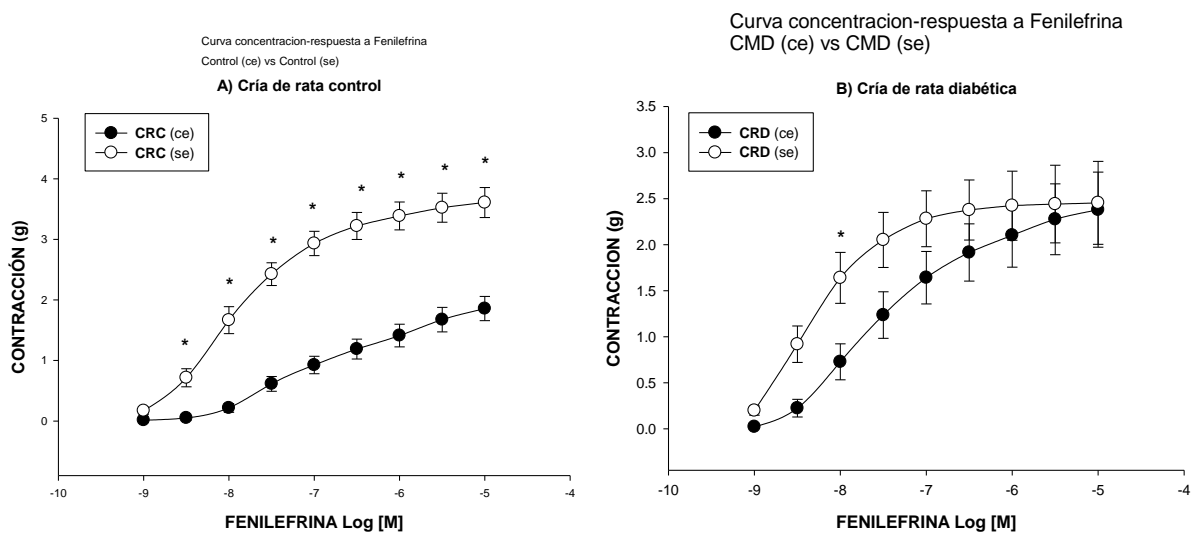 Curva concentracion-respuesta a Fenilefrina
Control (ce) vs Control (se)
A) Cría de rata control
CRC (ce)
CRC (se)
5
4
3
2
1
0
CONTRACCIÓN (g)
* * * * * * * *
-10 -9 -8 -7 -6 -5 -4
FENILEFRINA Log [M]
Curva concentracion-respuesta a Fenilefrina
CMD (ce) vs CMD (se)
B) Cría de rata diabética
CRD (ce)
CRD (se)
3.5
3.0
2.5
2.0
1.5
1.0
0.5
0.0
CONTRACCION (g)
*
-10 -9 -8 -7 -6 -5 -4
FENILEFRINA Log [M]